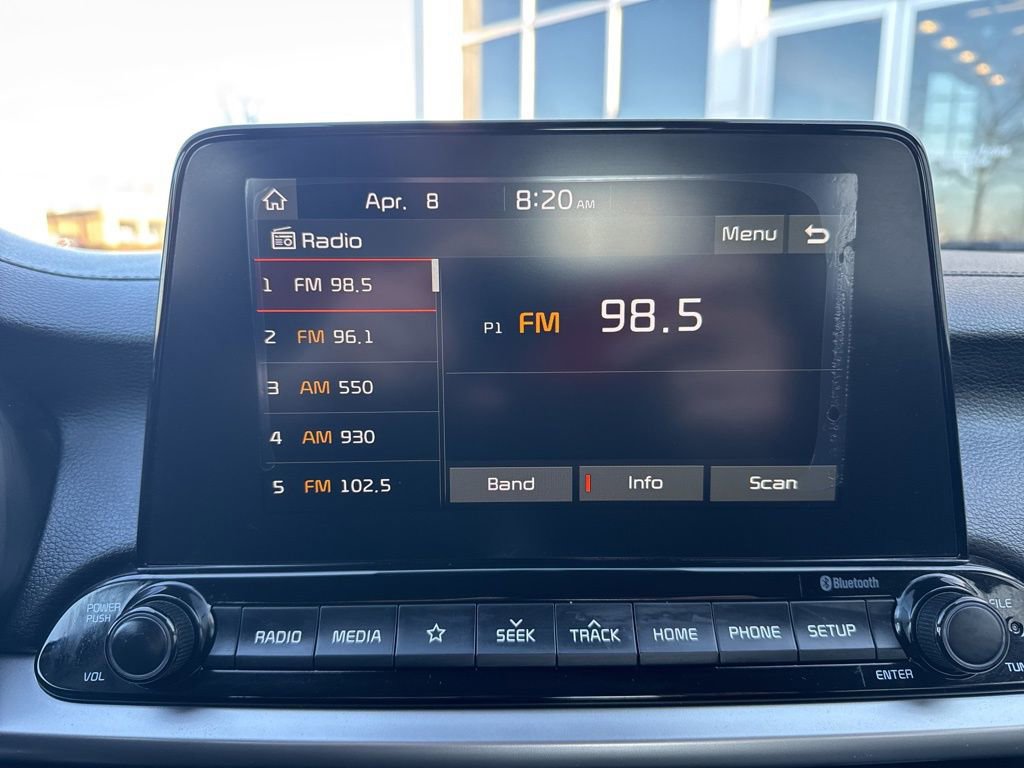 Apr. 8 8:20 AM
Radio Menu
1 FM 98.5
P1 FM 98.5
2 FM 96.1
3 AM 550
4 AM 930
5 FM 102.5
Band Info Scan
Bluetooth
POWER
PUSH
VOL
RADIO MEDIA SEEK TRACK HOME PHONE SETUP
FILE
ENTER
TUN